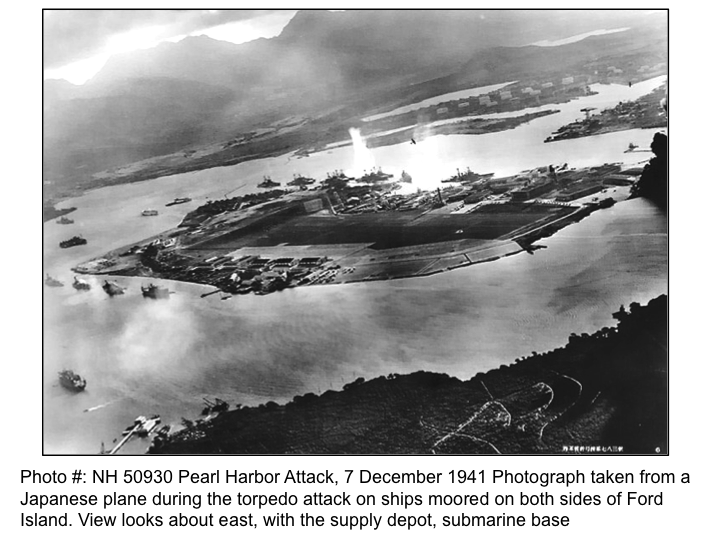 Photo #: NH 50930 Pearl Harbor Attack, 7 December 1941 Photograph taken from a
Japanese plane during the torpedo attack on ships moored on both sides of Ford
Island. View looks about east, with the supply depot, submarine base